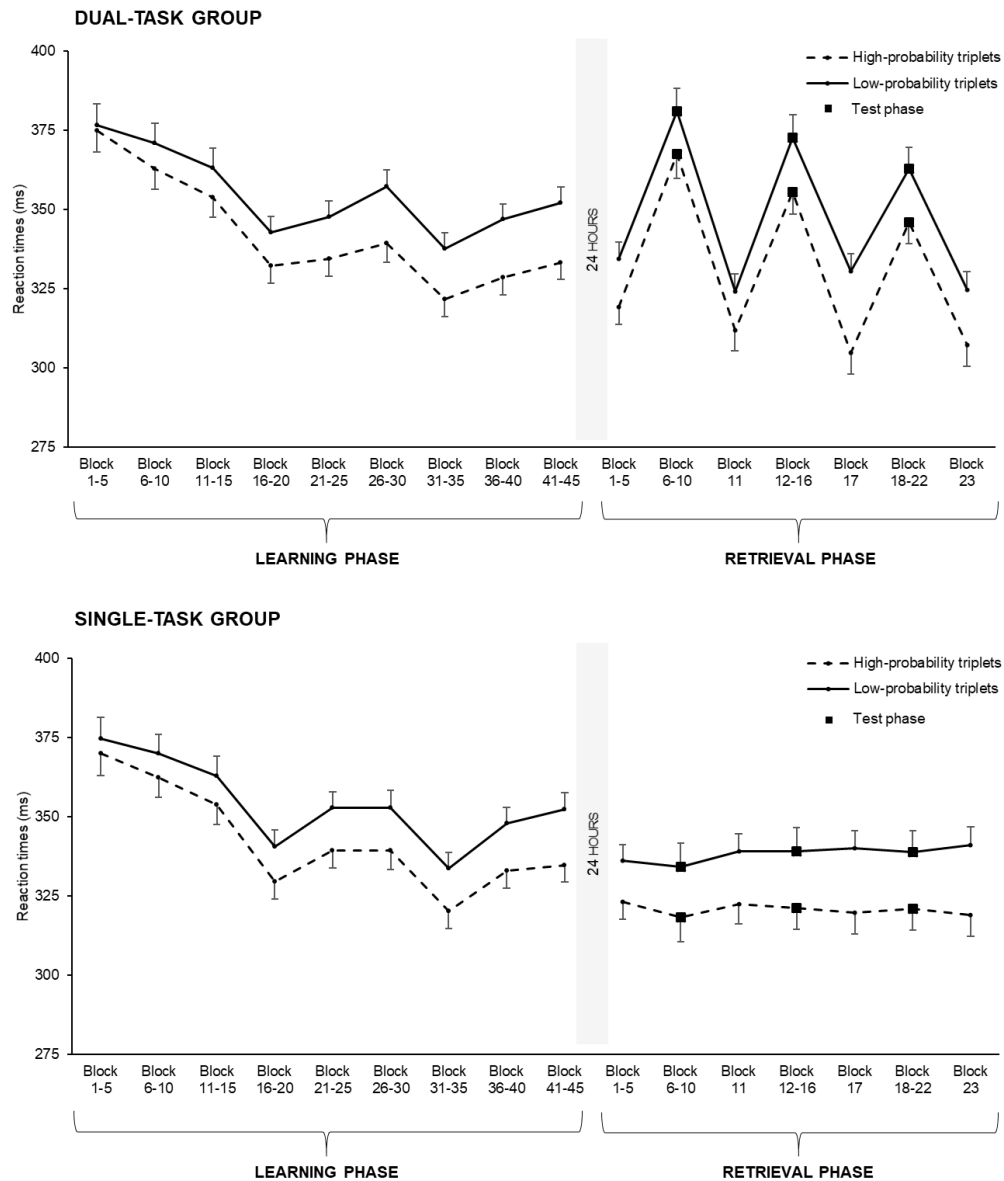 DUAL-TASK GROUP
400
375
350
325
300
275
Reaction times (ms)
High-probability triplets
Low-probability triplets
Test phase
24 HOURS
Block 1-5
Block 6-10
Block 11-15
Block 16-20
Block 21-25
Block 26-30
Block 31-35
Block 36-40
Block 41-45
Block 1-5
Block 6-10
Block 11
Block 12-16
Block 17
Block 18-22
Block 23
LEARNING PHASE
RETRIEVAL PHASE
SINGLE-TASK GROUP
400
375
350
325
300
275
Reaction times (ms)
High-probability triplets
Low-probability triplets
Test phase
24 HOURS
Block 1-5
Block 6-10
Block 11-15
Block 16-20
Block 21-25
Block 26-30
Block 31-35
Block 36-40
Block 41-45
Block 1-5
Block 6-10
Block 11
Block 12-16
Block 17
Block 18-22
Block 23
LEARNING PHASE
RETRIEVAL PHASE